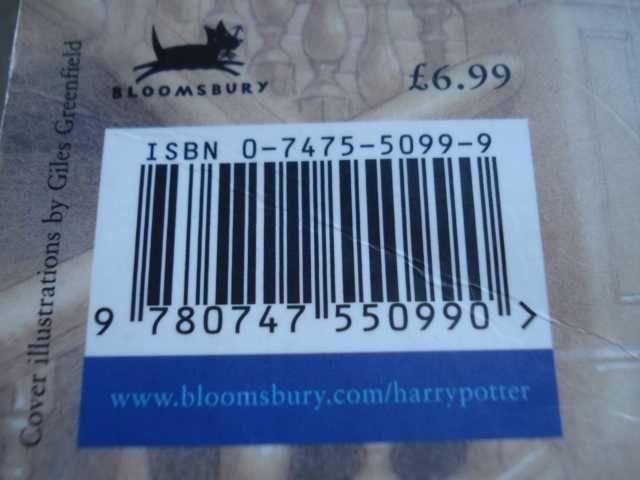 BLOOMSBURY
£6.99
Cover illustrations by Giles Greenfield
ISBN 0-7475-5099-9
9 780747 550990 >
www.bloomsbury.com/harrypotter